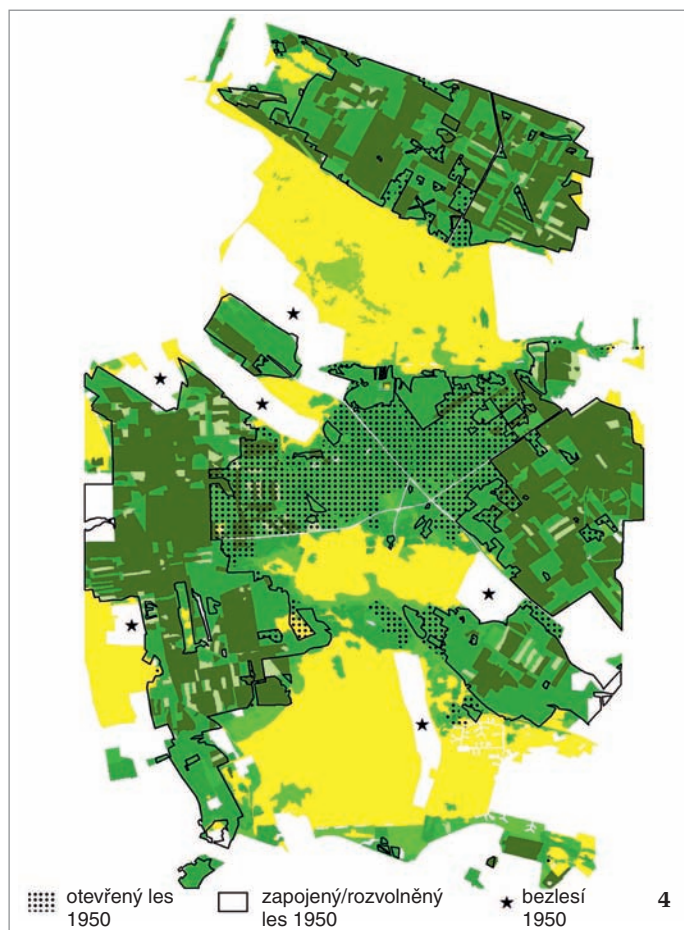 otevřený les
1950
zapojený/rozvolněný
les 1950
bezlesí
1950
4